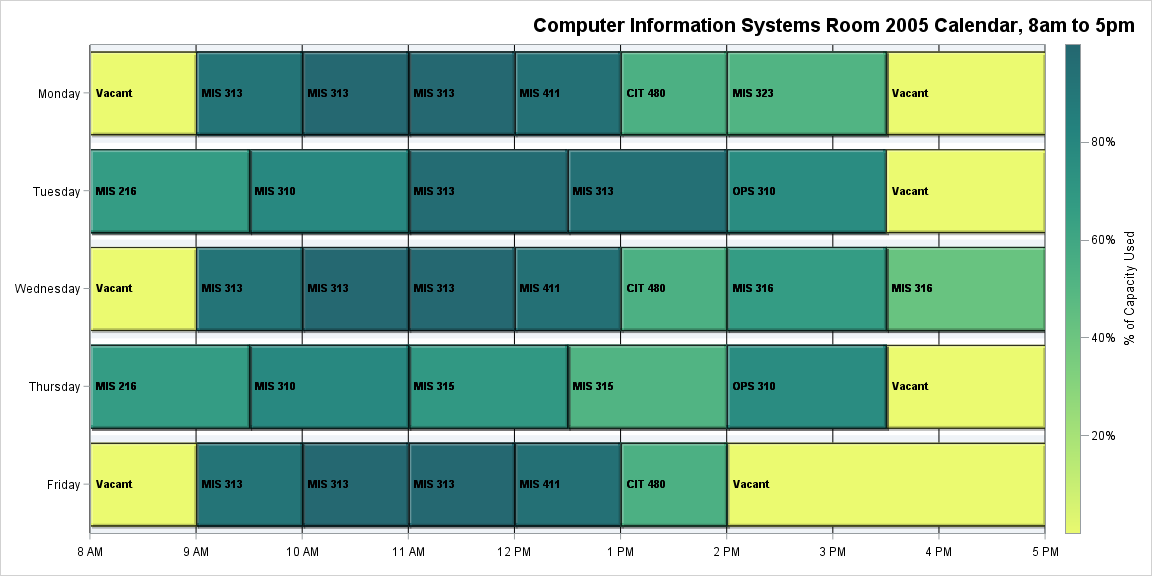 Computer Information Systems Room 2005 Calendar, 8am to 5pm
Monday
Vacant
MIS 313
MIS 313
MIS 313
MIS 411
CIT 480
MIS 323
Vacant
Tuesday
MIS 216
MIS 310
MIS 313
MIS 313
OPS 310
Vacant
Wednesday
Vacant
MIS 313
MIS 313
MIS 313
MIS 411
CIT 480
MIS 316
MIS 316
Thursday
MIS 216
MIS 310
MIS 315
MIS 315
OPS 310
Vacant
Friday
Vacant
MIS 313
MIS 313
MIS 313
MIS 411
CIT 480
Vacant
8 AM
9 AM
10 AM
11 AM
12 PM
1 PM
2 PM
3 PM
4 PM
5 PM
80%
60%
40%
20%
% of Capacity Used